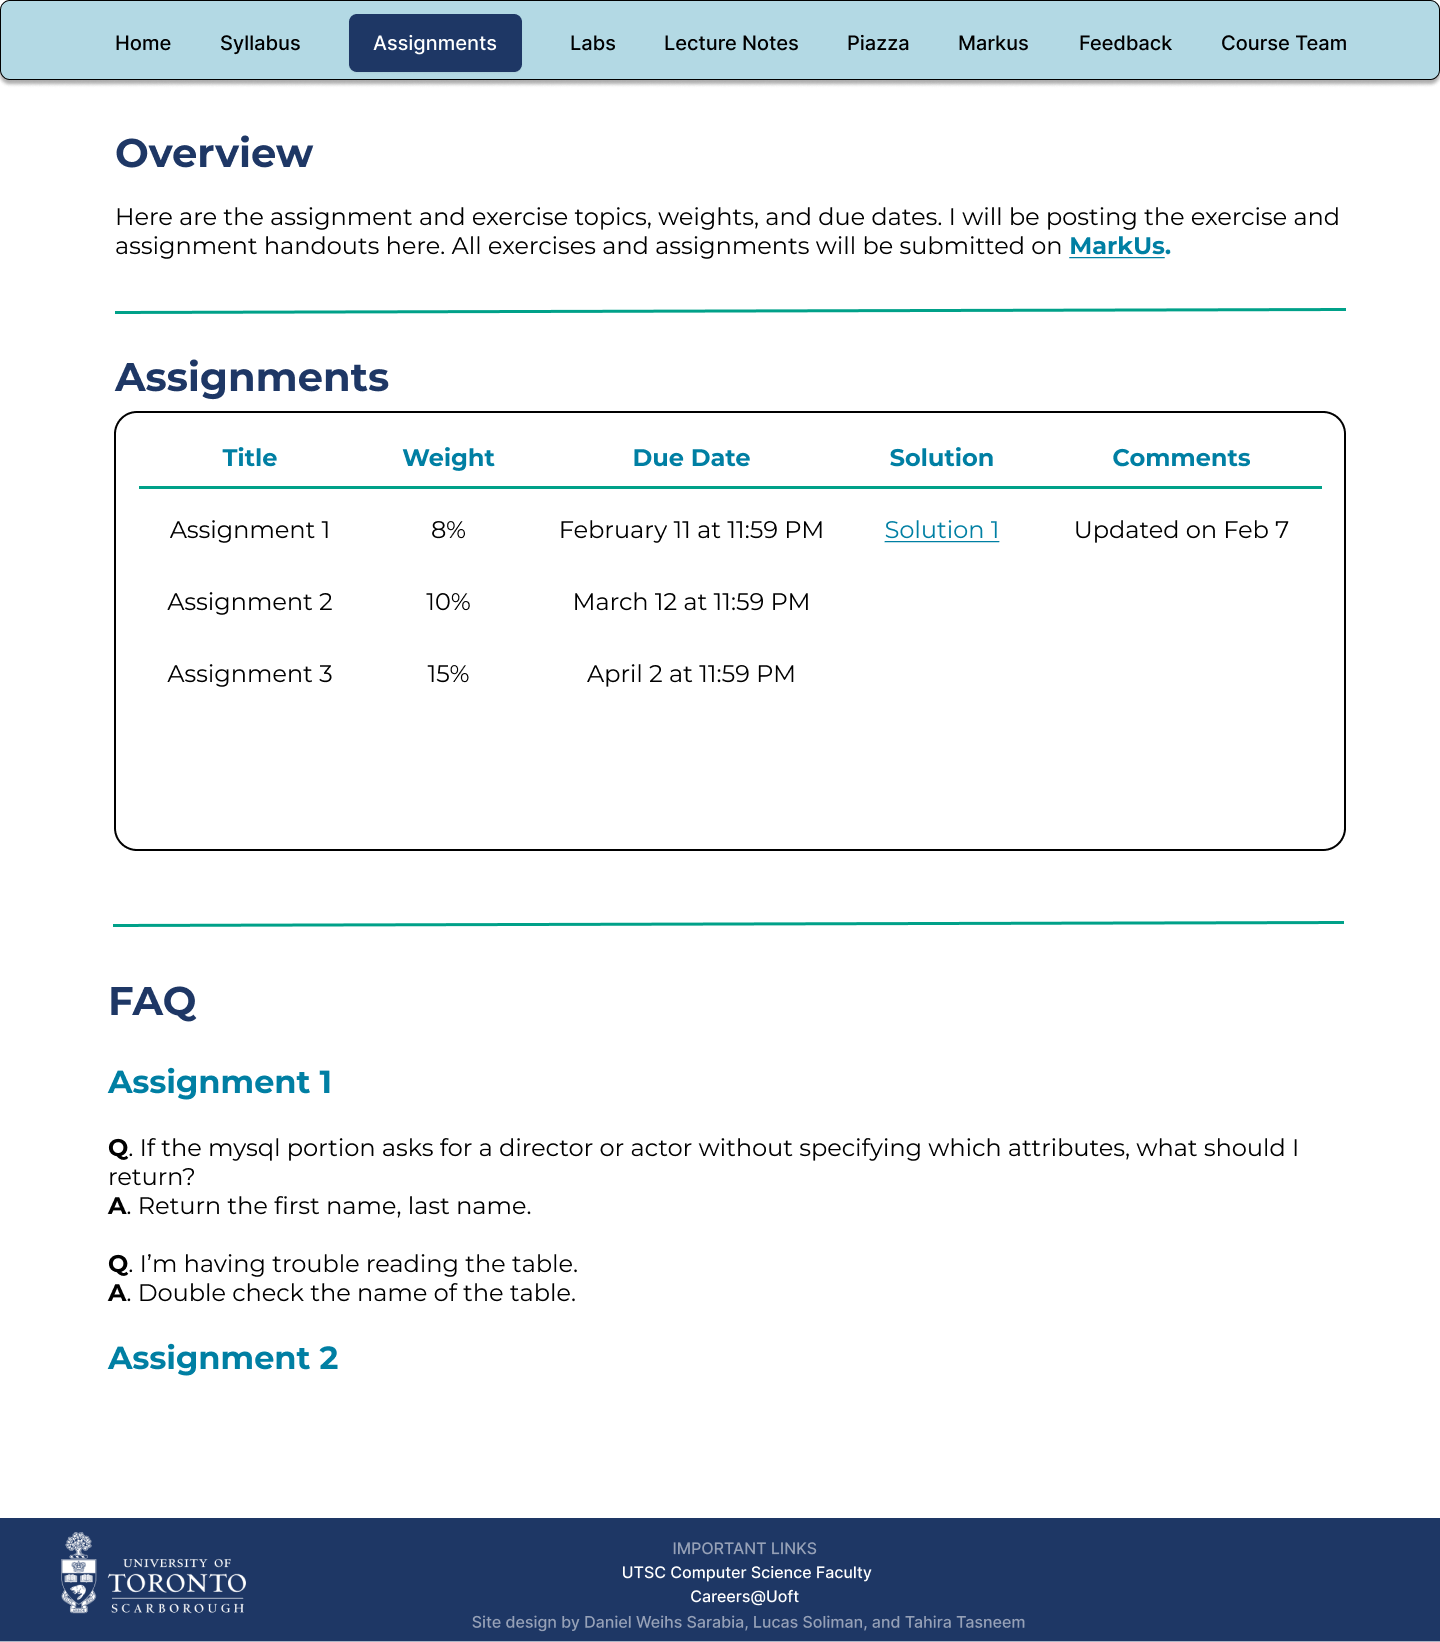 Home Syllabus Assignments Labs Lecture Notes Piazza Markus Feedback Course Team
Overview
Here are the assignment and exercise topics, weights, and due dates. I will be posting the exercise and
assignment handouts here. All exercises and assignments will be submitted on MarkUs.
Assignments
Title Weight Due Date Solution Comments
Assignment 1 8% February 11 at 11:59 PM Solution 1 Updated on Feb 7
Assignment 2 10% March 12 at 11:59 PM
Assignment 3 15% April 2 at 11:59 PM
FAQ
Assignment 1
Q. If the mysql portion asks for a director or actor without specifying which attributes, what should I
return?
A. Return the first name, last name.
Q. I’m having trouble reading the table.
A. Double check the name of the table.
Assignment 2
UNIVERSITY OF
TORONTO
SCARBOROUGH
IMPORTANT LINKS
UTSC Computer Science Faculty
Careers@Uoft
Site design by Daniel Weihs Sarabia, Lucas Soliman, and Tahira Tasneem